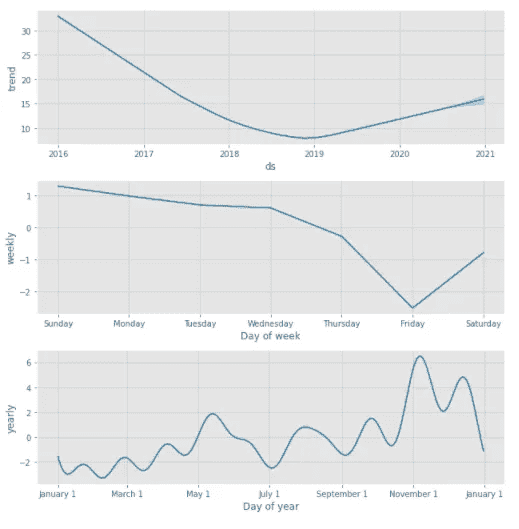 30
25
20
15
10
trend
2016 2017 2018 2019 2020 2021
ds
1
0
−1
−2
weekly
Sunday Monday Tuesday Wednesday Thursday Friday Saturday
Day of week
6
4
2
0
−2
yearly
January 1 March 1 May 1 July 1 September 1 November 1 January 1
Day of year